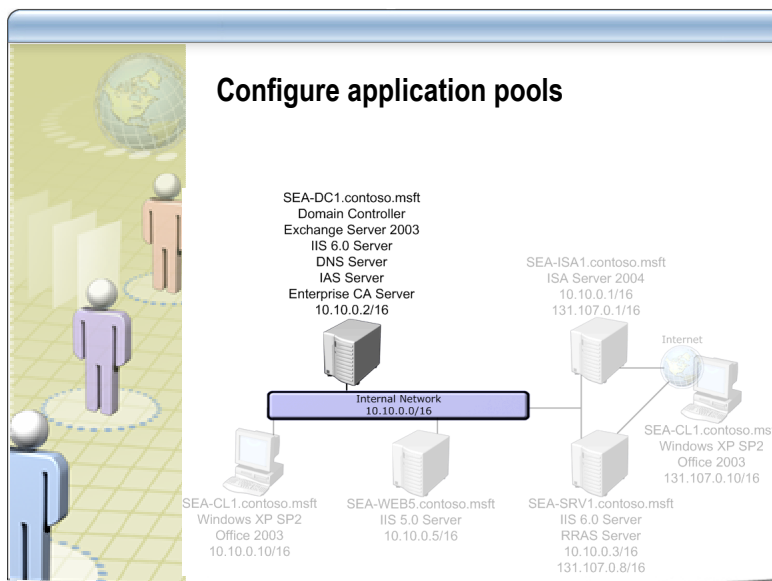 Configure application pools
SEA-DC1.contoso.msft
Domain Controller
Exchange Server 2003
IIS 6.0 Server
DNS Server
IAS Server
Enterprise CA Server
10.10.0.2/16
SEA-ISA1.contoso.msft
ISA Server 2004
10.10.0.1/16
131.107.0.1/16
Internet
Internal Network
10.10.0.0/16
SEA-CL1.contoso.ms
Windows XP SP2
Office 2003
131.107.0.10/16
SEA-CL1.contoso.msft
Windows XP SP2
Office 2003
10.10.0.10/16
SEA-WEB5.contoso.msft
IIS 5.0 Server
10.10.0.5/16
SEA-SRV1.contoso.msft
IIS 6.0 Server
RRAS Server
10.10.0.3/16
131.107.0.8/16